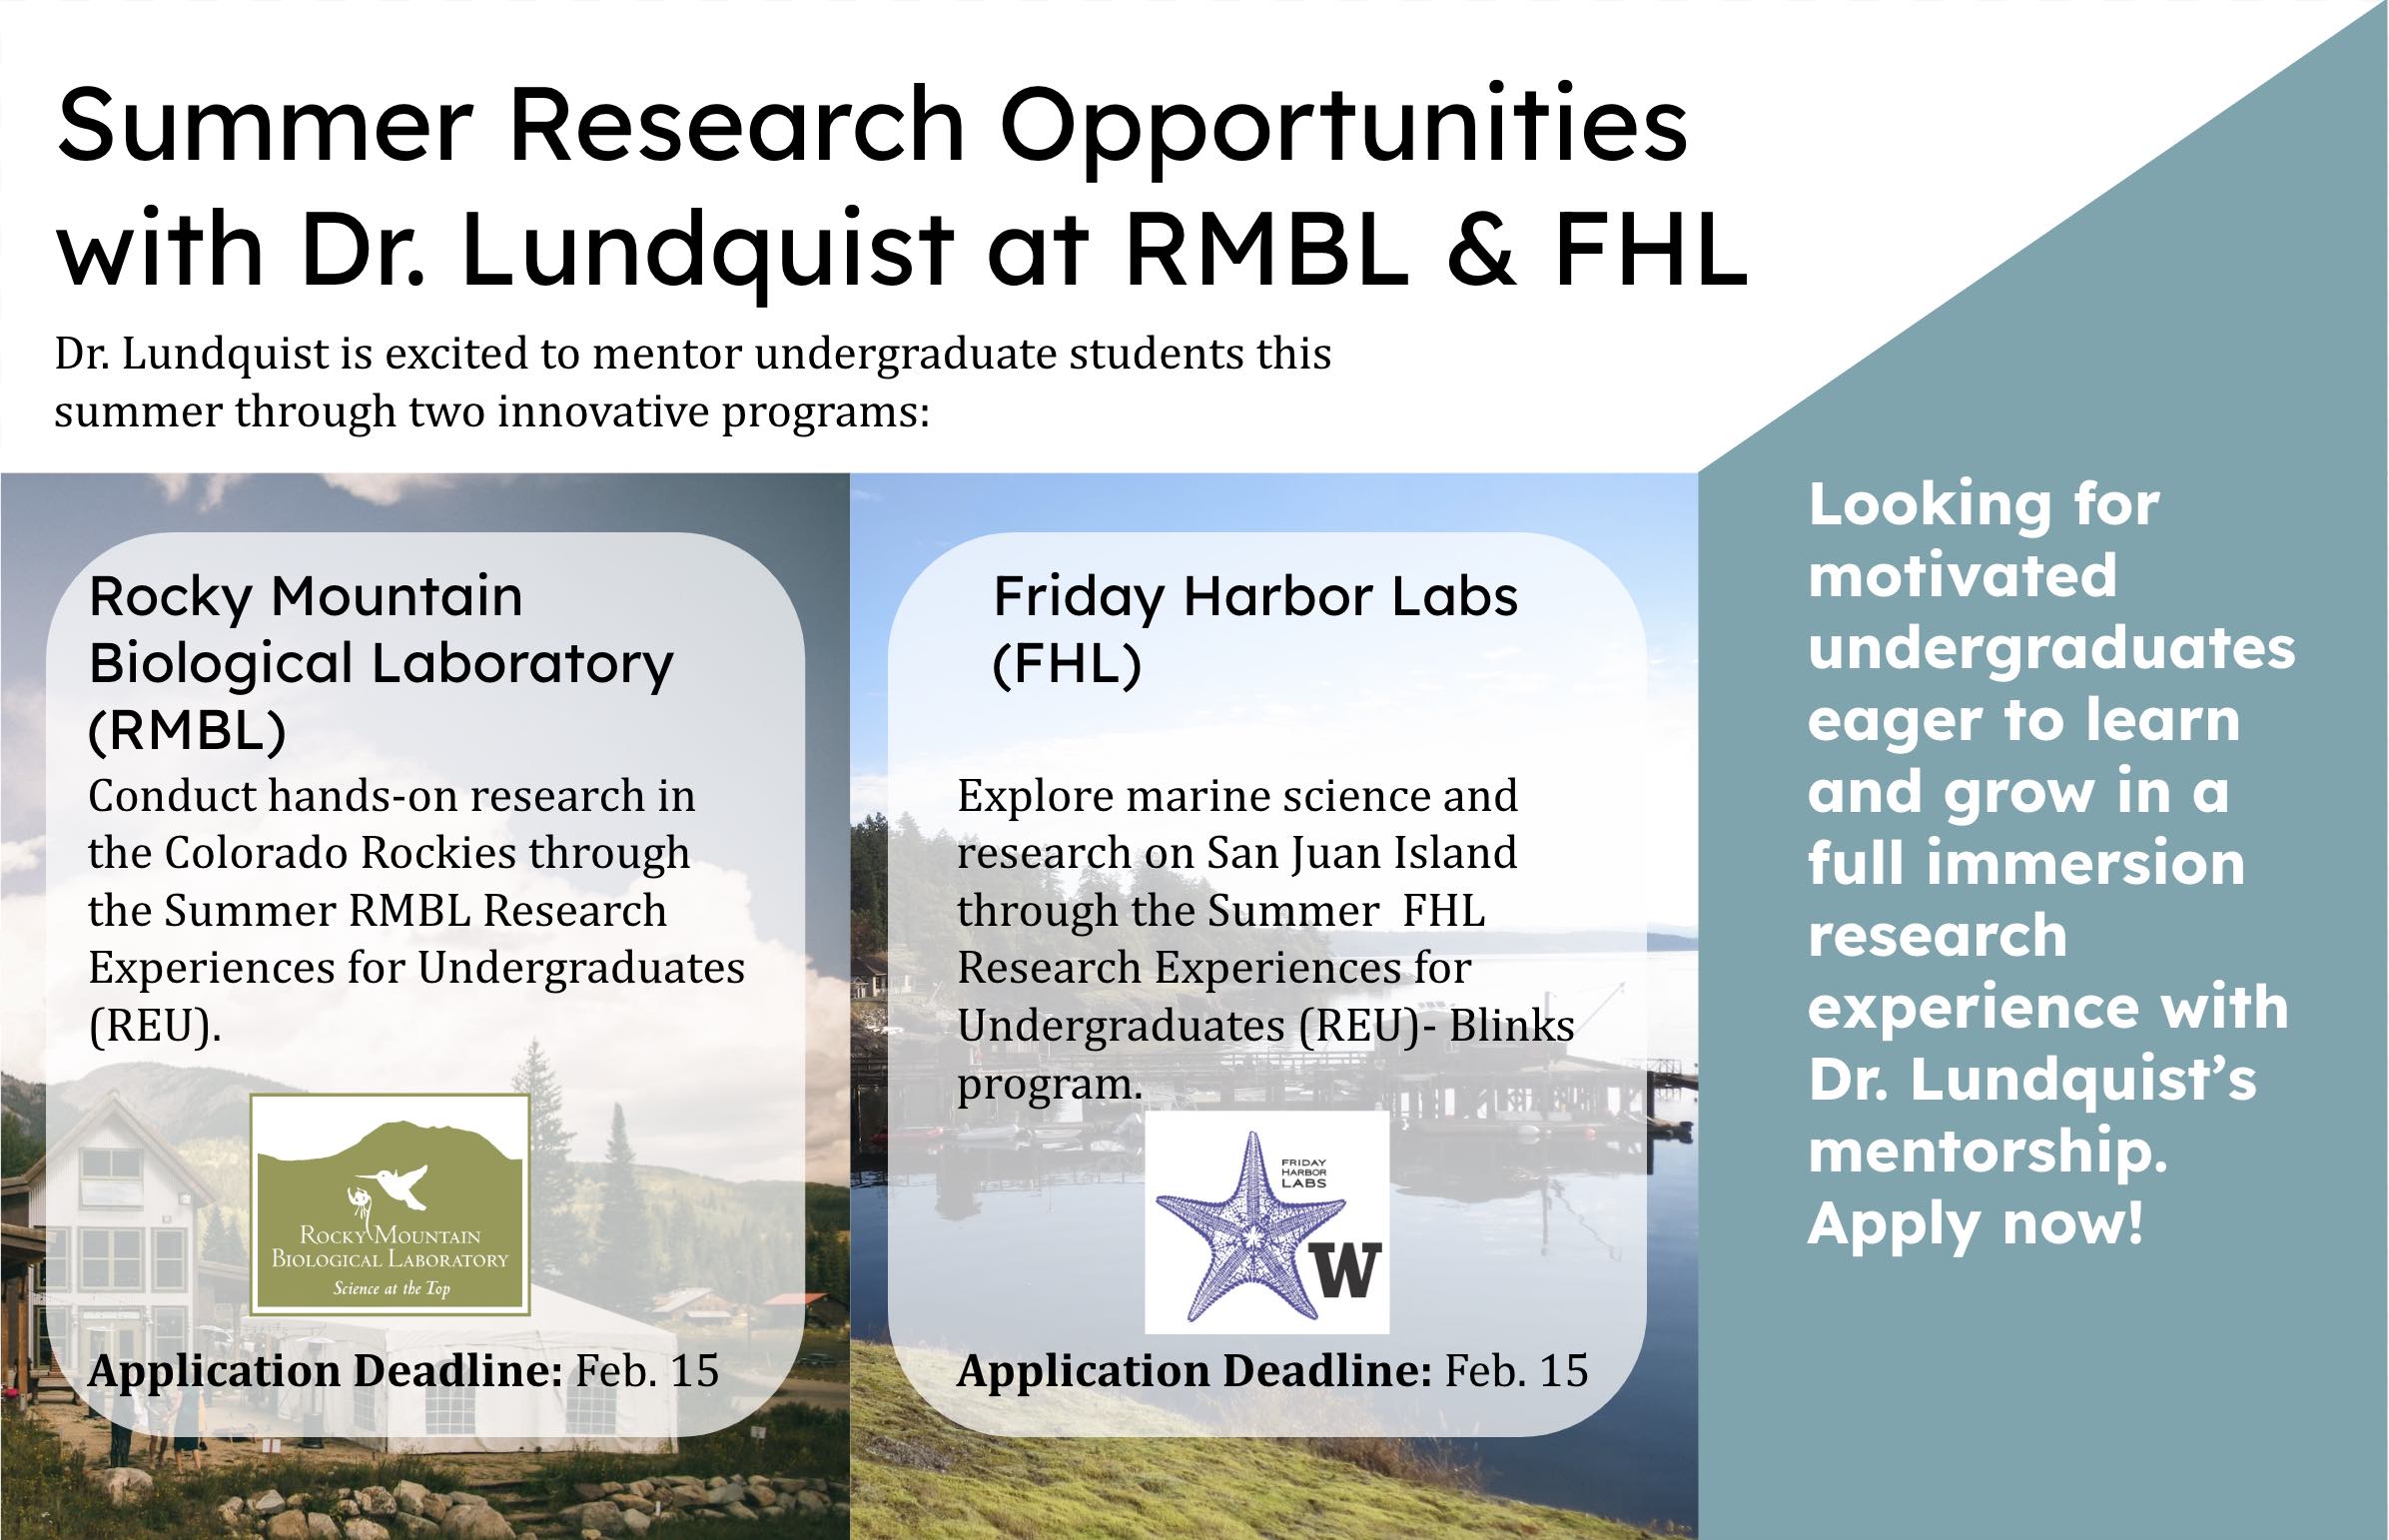 Summer Research Opportunities
with Dr. Lundquist at RMBL & FHL
Dr. Lundquist is excited to mentor undergraduate students this
summer through two innovative programs:
Rocky Mountain
Biological Laboratory
(RMBL)
Conduct hands-on research in
the Colorado Rockies through
the Summer RMBL Research
Experiences for Undergraduates
(REU).
ROCKY MOUNTAIN
BIOLOGICAL LABORATORY
Science at the Top
Application Deadline: Feb. 15
Friday Harbor Labs
(FHL)
Explore marine science and
research on San Juan Island
through the Summer  FHL
Research Experiences for
Undergraduates (REU)- Blinks
program.
FRIDAY
HARBOR
LABS
W
Application Deadline: Feb. 15
Looking for
motivated
undergraduates
eager to learn
and grow in a
full immersion
research
experience with
Dr. Lundquist’s
mentorship.
Apply now!